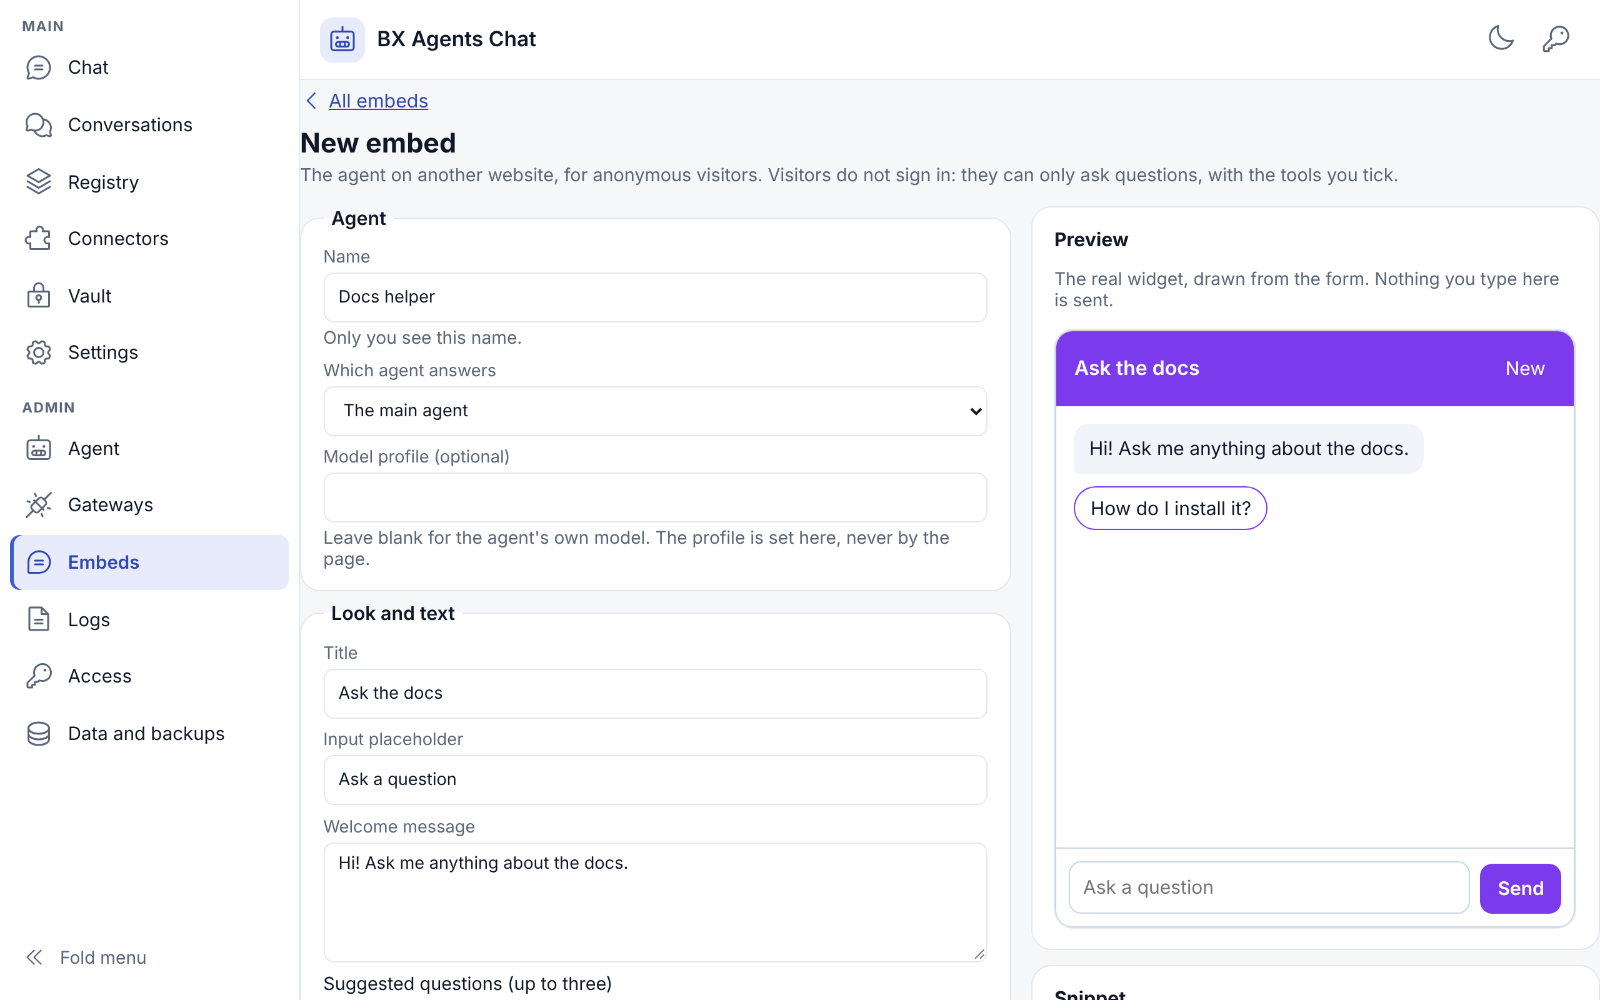 MAIN
Chat
Conversations
Registry
Connectors
Vault
Settings
ADMIN
Agent
Gateways
Embeds
Logs
Access
Data and backups
Fold menu
BX Agents Chat
All embeds
New embed
The agent on another website, for anonymous visitors. Visitors do not sign in: they can only ask questions, with the tools you tick.
Agent
Name
Docs helper
Only you see this name.
Which agent answers
The main agent
Model profile (optional)
Leave blank for the agent's own model. The profile is set here, never by the
page.
Look and text
Title
Ask the docs
Input placeholder
Ask a question
Welcome message
Hi! Ask me anything about the docs.
Suggested questions (up to three)
Preview
The real widget, drawn from the form. Nothing you type here
is sent.
Ask the docs
New
Hi! Ask me anything about the docs.
How do I install it?
Ask a question
Send
Snippet